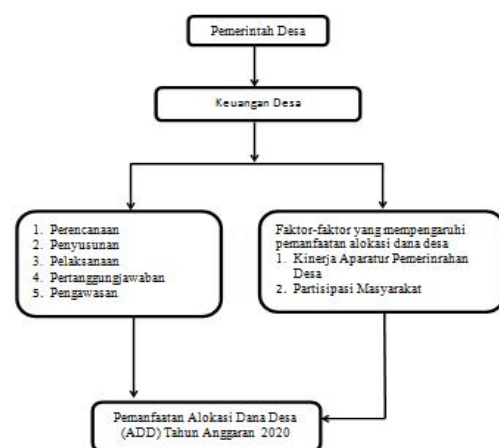 Pemerintah Desa
Keuangan Desa
1. Perencanaan
2. Penyusunan
3. Pelaksanaan
4. Pertanggungjawaban
5. Pengawasan
Faktor-faktor yang mempengaruhi
pemanfaatan alokasi dana desa
1. Kinerja Aparatur Pemerinrahan
Desa
2. Partisipasi Masyarakat
Pemanfaatan Alokasi Dana Desa
(ADD) Tahun Anggaran 2020